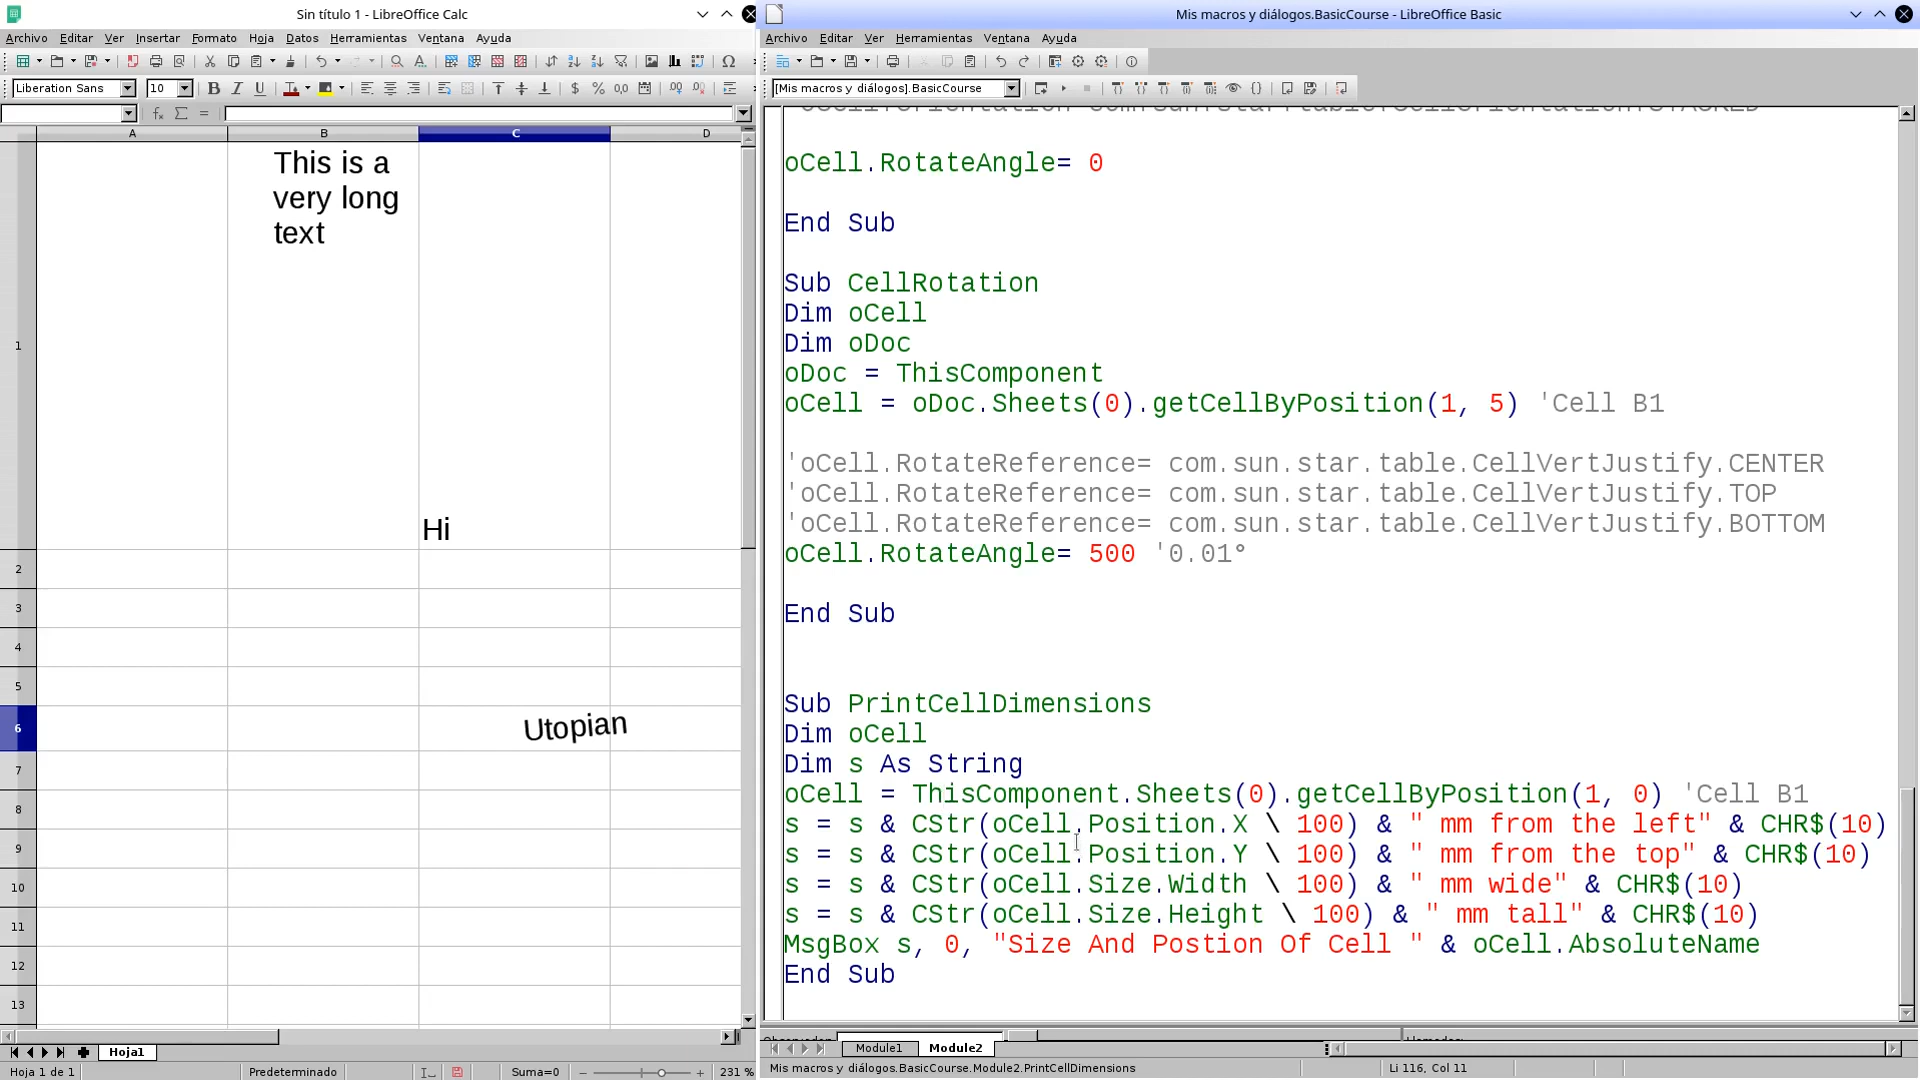 Sin título 1 - LibreOffice Calc
Archivo Editar Ver Insertar Formato Hoja Datos Herramientas Ventana Ayuda
Liberation Sans 10
A B C D
1
This is a
very long
text
Hi
2
3
4
5
6 Utopian
7
8
9
10
11
12
13
Hoja1
Hoja 1 de 1 Predeterminado Suma=0 231 %
Mis macros y diálogos.BasicCourse - LibreOffice Basic
Archivo Editar Ver Herramientas Ventana Ayuda
[Mis macros y diálogos].BasicCourse
oCell.RotateAngle= 0
End Sub
Sub CellRotation
Dim oCell
Dim oDoc
oDoc = ThisComponent
oCell = oDoc.Sheets(0).getCellByPosition(1, 5) 'Cell B1
'oCell.RotateReference= com.sun.star.table.CellVertJustify.CENTER
'oCell.RotateReference= com.sun.star.table.CellVertJustify.TOP
'oCell.RotateReference= com.sun.star.table.CellVertJustify.BOTTOM
oCell.RotateAngle= 500 '0.01°
End Sub
Sub PrintCellDimensions
Dim oCell
Dim s As String
oCell = ThisComponent.Sheets(0).getCellByPosition(1, 0) 'Cell B1
s = s & CStr(oCell.Position.X \ 100) & " mm from the left" & CHR$(10)
s = s & CStr(oCell.Position.Y \ 100) & " mm from the top" & CHR$(10)
s = s & CStr(oCell.Size.Width \ 100) & " mm wide" & CHR$(10)
s = s & CStr(oCell.Size.Height \ 100) & " mm tall" & CHR$(10)
MsgBox s, 0, "Size And Postion Of Cell " & oCell.AbsoluteName
End Sub
Module1 Module2
Mis macros y diálogos.BasicCourse.Module2.PrintCellDimensions Li 116, Col 11